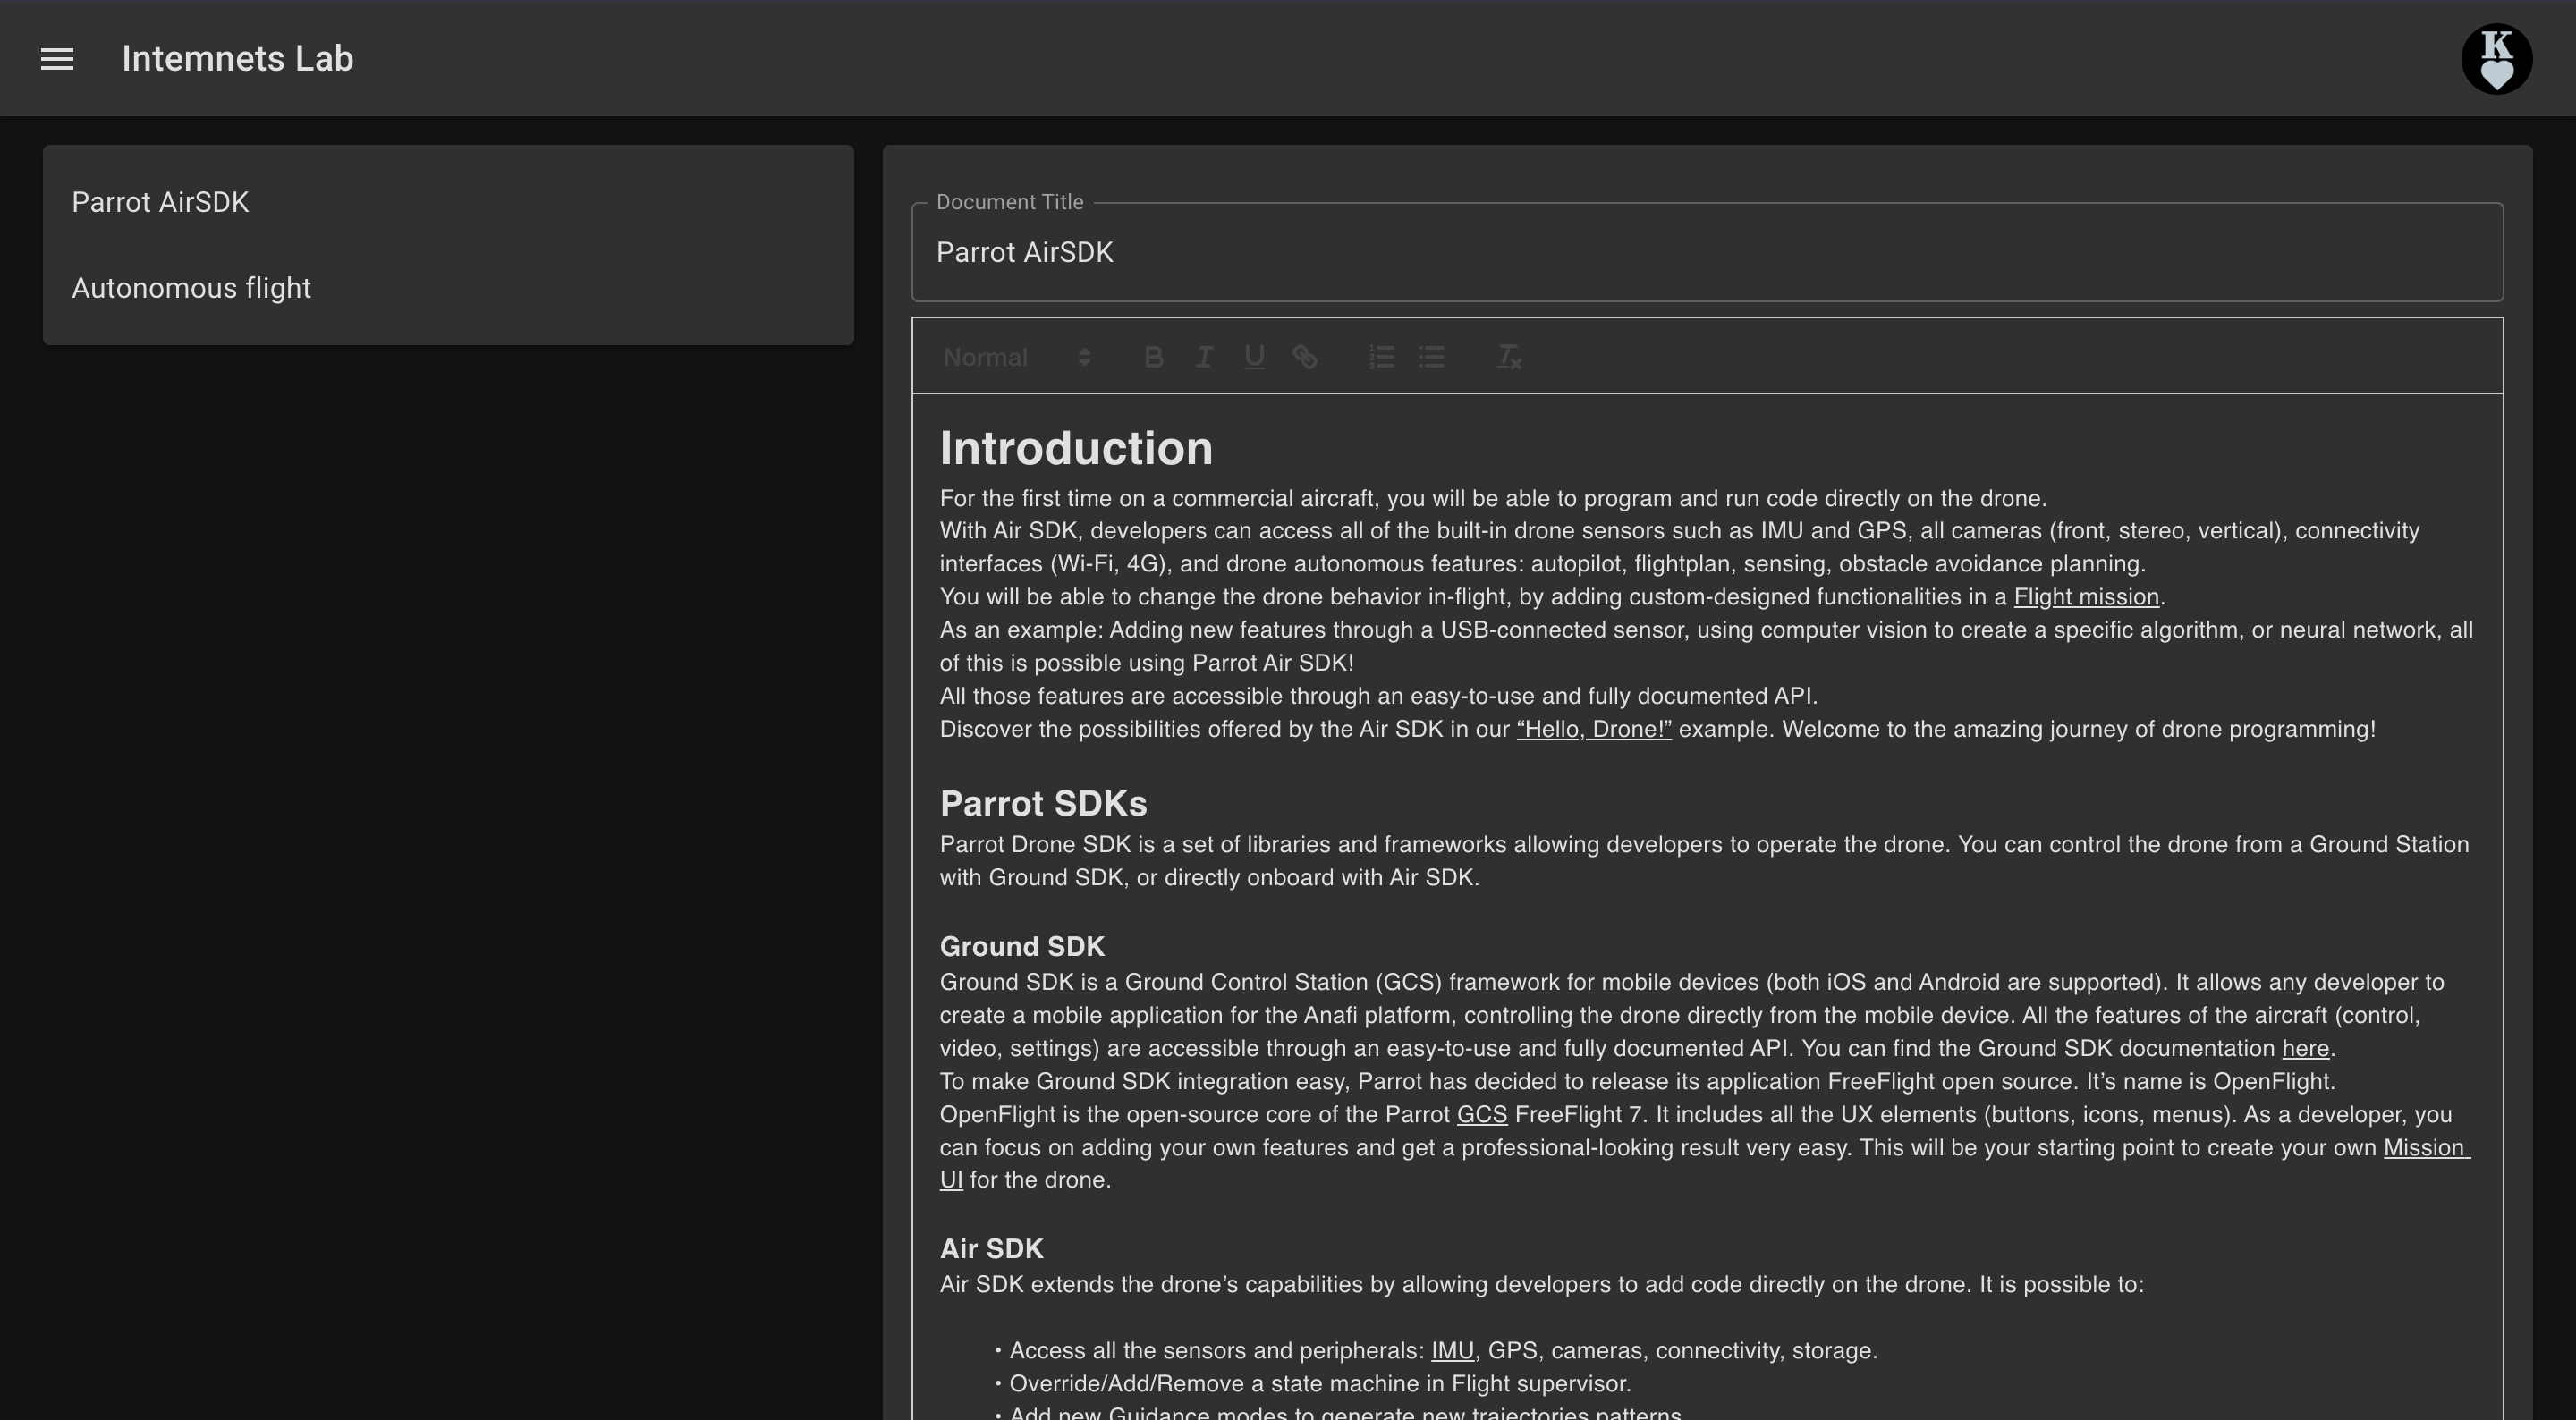 Intemnets Lab
K
Parrot AirSDK
Autonomous flight
Document Title
Parrot AirSDK
Normal
Introduction
For the first time on a commercial aircraft, you will be able to program and run code directly on the drone.
With Air SDK, developers can access all of the built-in drone sensors such as IMU and GPS, all cameras (front, stereo, vertical), connectivity
interfaces (Wi-Fi, 4G), and drone autonomous features: autopilot, flightplan, sensing, obstacle avoidance planning.
You will be able to change the drone behavior in-flight, by adding custom-designed functionalities in a Flight mission.
As an example: Adding new features through a USB-connected sensor, using computer vision to create a specific algorithm, or neural network, all
of this is possible using Parrot Air SDK!
All those features are accessible through an easy-to-use and fully documented API.
Discover the possibilities offered by the Air SDK in our “Hello, Drone!” example. Welcome to the amazing journey of drone programming!
Parrot SDKs
Parrot Drone SDK is a set of libraries and frameworks allowing developers to operate the drone. You can control the drone from a Ground Station
with Ground SDK, or directly onboard with Air SDK.
Ground SDK
Ground SDK is a Ground Control Station (GCS) framework for mobile devices (both iOS and Android are supported). It allows any developer to
create a mobile application for the Anafi platform, controlling the drone directly from the mobile device. All the features of the aircraft (control,
video, settings) are accessible through an easy-to-use and fully documented API. You can find the Ground SDK documentation here.
To make Ground SDK integration easy, Parrot has decided to release its application FreeFlight open source. It’s name is OpenFlight.
OpenFlight is the open-source core of the Parrot GCS FreeFlight 7. It includes all the UX elements (buttons, icons, menus). As a developer, you
can focus on adding your own features and get a professional-looking result very easy. This will be your starting point to create your own Mission
UI for the drone.
Air SDK
Air SDK extends the drone’s capabilities by allowing developers to add code directly on the drone. It is possible to:
• Access all the sensors and peripherals: IMU, GPS, cameras, connectivity, storage.
• Override/Add/Remove a state machine in Flight supervisor.
• Add new Guidance modes to generate new trajectories patterns.